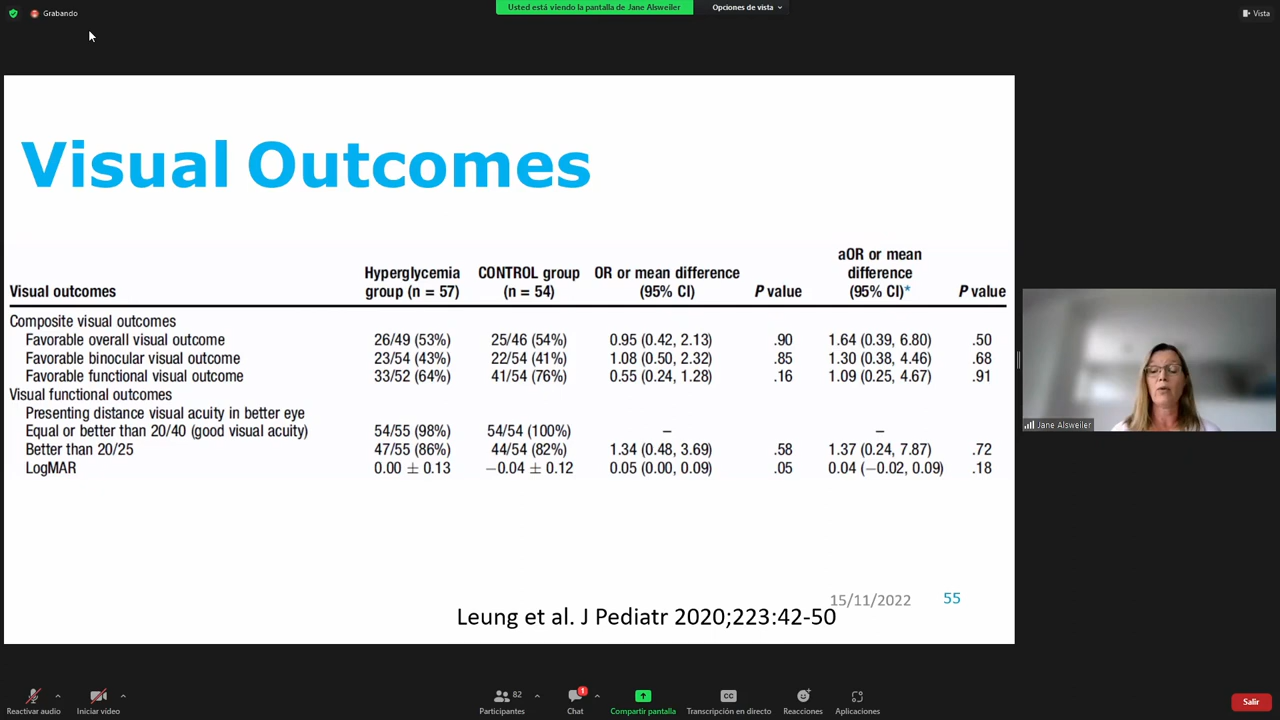 Grabando
Usted está viendo la pantalla de Jane Alsweiler
Opciones de vista
Vista
Visual Outcomes
Visual outcomes Hyperglycemia group (n = 57) CONTROL group (n = 54) OR or mean difference (95% CI) P value aOR or mean difference (95% CI)* P value
Composite visual outcomes
Favorable overall visual outcome 26/49 (53%) 25/46 (54%) 0.95 (0.42, 2.13) .90 1.64 (0.39, 6.80) .50
Favorable binocular visual outcome 23/54 (43%) 22/54 (41%) 1.08 (0.50, 2.32) .85 1.30 (0.38, 4.46) .68
Favorable functional visual outcome 33/52 (64%) 41/54 (76%) 0.55 (0.24, 1.28) .16 1.09 (0.25, 4.67) .91
Visual functional outcomes
Presenting distance visual acuity in better eye
Equal or better than 20/40 (good visual acuity) 54/55 (98%) 54/54 (100%) – –
Better than 20/25 47/55 (86%) 44/54 (82%) 1.34 (0.48, 3.69) .58 1.37 (0.24, 7.87) .72
LogMAR 0.00 ± 0.13 −0.04 ± 0.12 0.05 (0.00, 0.09) .05 0.04 (−0.02, 0.09) .18
15/11/2022 55
Leung et al. J Pediatr 2020;223:42-50
Jane Alsweiler
Reactivar audio
Iniciar video
82
Participantes
1
Chat
Compartir pantalla
CC
Transcripción en directo
Reacciones
Aplicaciones
Salir